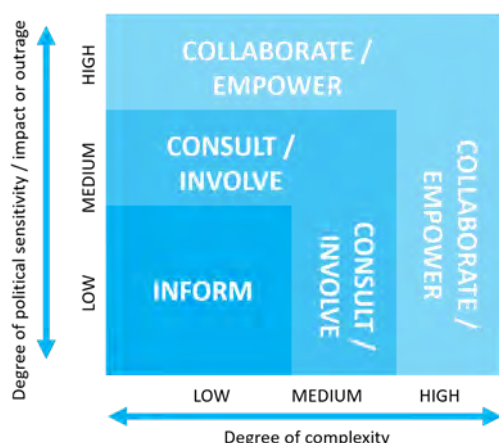 Degree of political sensitivity / impact or outrage
HIGH
MEDIUM
LOW
COLLABORATE /
EMPOWER
CONSULT /
INVOLVE
INFORM
CONSULT /
INVOLVE
COLLABORATE /
EMPOWER
LOW
MEDIUM
HIGH
Degree of complexity